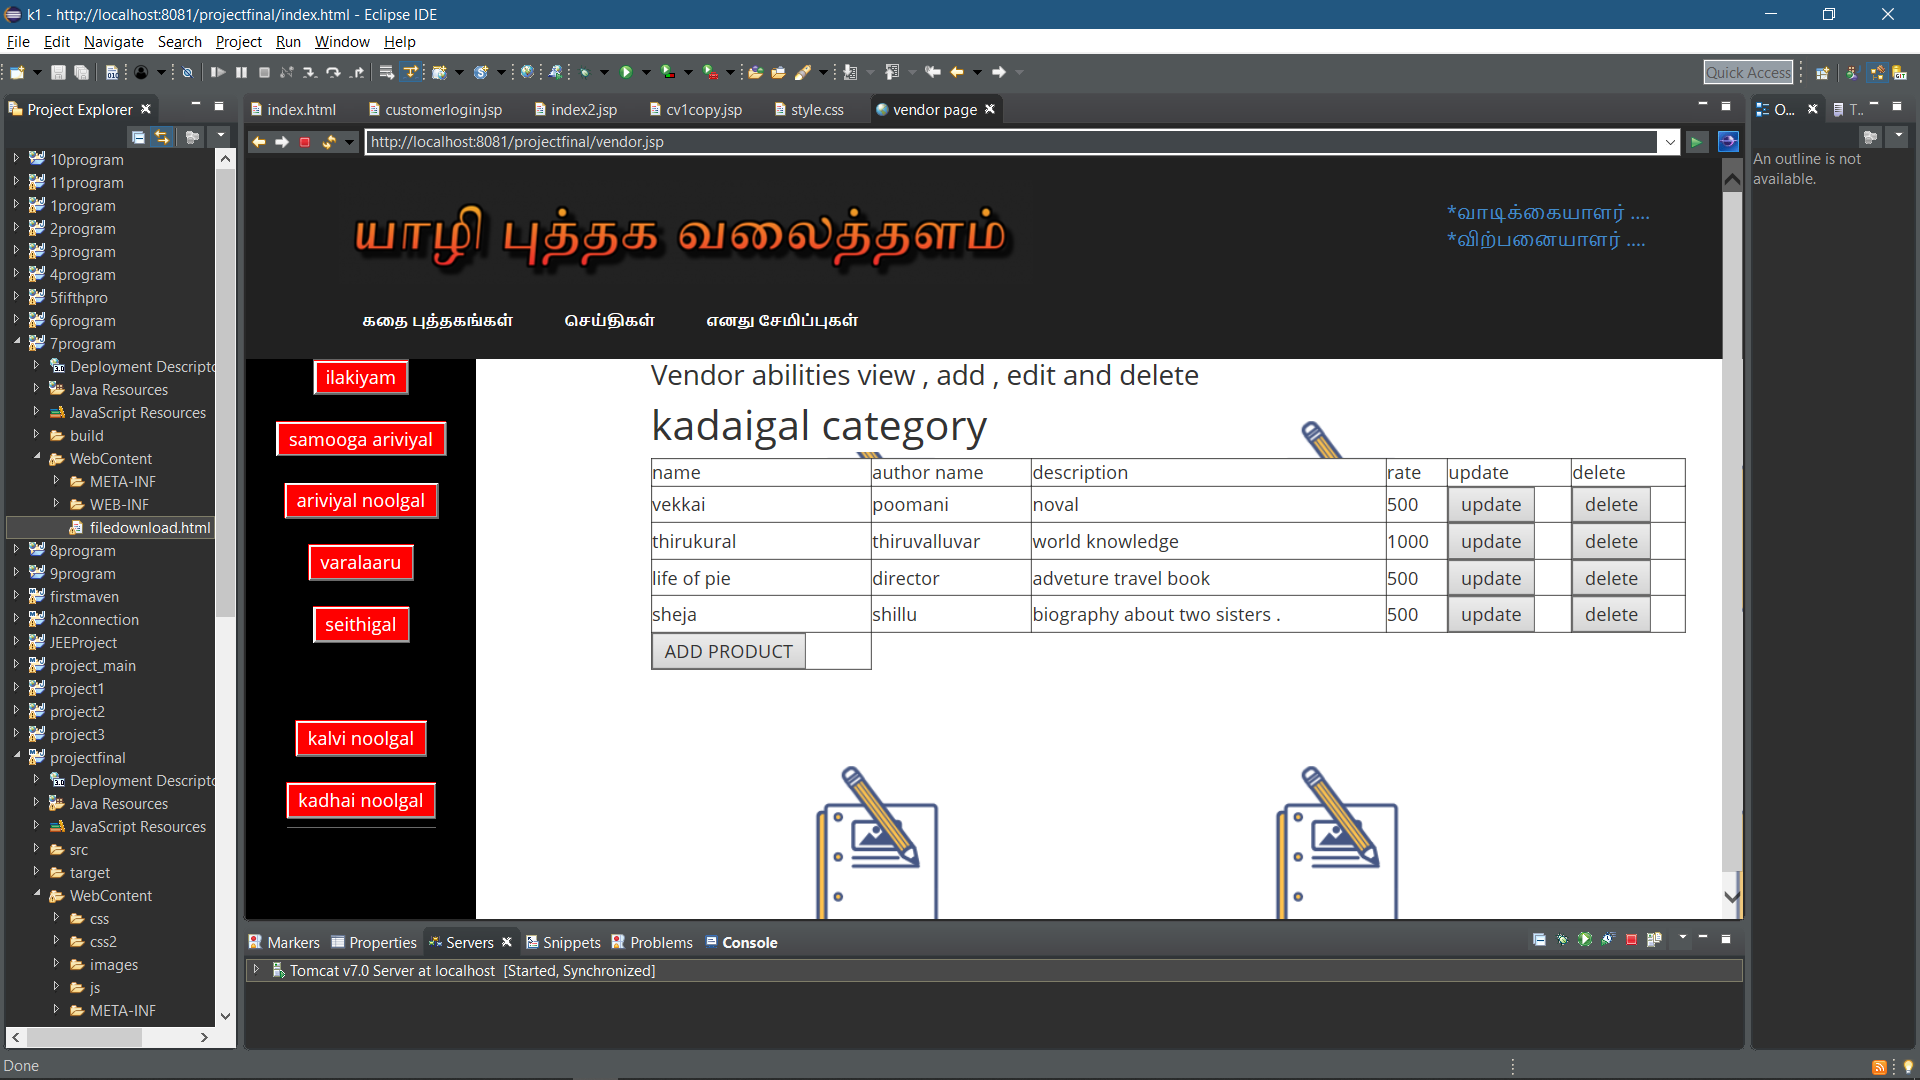 k1 - http://localhost:8081/projectfinal/index.html - Eclipse IDE
File Edit Navigate Search Project Run Window Help
Quick Access
Project Explorer
index.html customerlogin.jsp index2.jsp cv1copy.jsp style.css vendor page
O... T..
http://localhost:8081/projectfinal/vendor.jsp
An outline is not
available.
10program
11program
1program
2program
3program
4program
5fifthpro
6program
7program
Deployment Descripto
Java Resources
JavaScript Resources
build
WebContent
META-INF
WEB-INF
filedownload.html
8program
9program
firstmaven
h2connection
JEEProject
project_main
project1
project2
project3
projectfinal
Deployment Descripto
Java Resources
JavaScript Resources
src
target
WebContent
css
css2
images
js
META-INF
யாழி புத்தக வலைத்தளம்
*வாடிக்கையாளர் ....
*விற்பனையாளர் ....
கதை புத்தகங்கள் செய்திகள் எனது சேமிப்புகள்
ilakiyam
samooga ariviyal
ariviyal noolgal
varalaaru
seithigal
kalvi noolgal
kadhai noolgal
Vendor abilities view , add , edit and delete
kadaigal category
name author name description rate update delete
vekkai poomani noval 500 update delete
thirukural thiruvalluvar world knowledge 1000 update delete
life of pie director adveture travel book 500 update delete
sheja shillu biography about two sisters . 500 update delete
ADD PRODUCT
Markers Properties Servers Snippets Problems Console
Tomcat v7.0 Server at localhost [Started, Synchronized]
Done